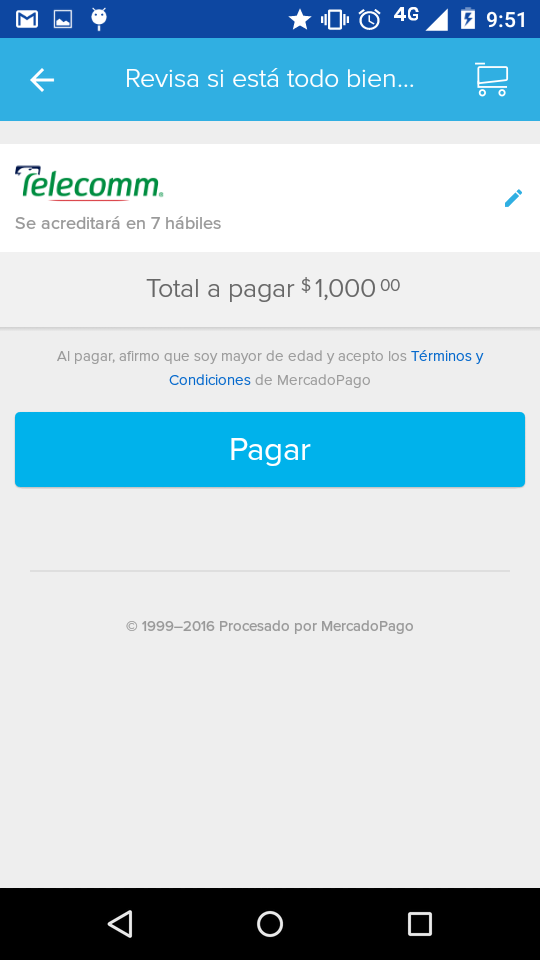 4G 9:51
Revisa si está todo bien...
Telecomm.
Se acreditará en 7 hábiles
Total a pagar $ 1,000 00
Al pagar, afirmo que soy mayor de edad y acepto los Términos y
Condiciones de MercadoPago
Pagar
© 1999–2016 Procesado por MercadoPago